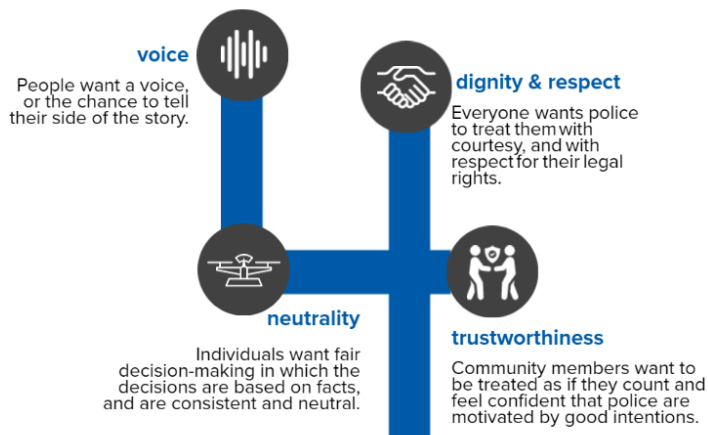 voice
People want a voice,
or the chance to tell
their side of the story.
dignity & respect
Everyone wants police
to treat them with
courtesy, and with
respect for their legal
rights.
neutrality
Individuals want fair
decision-making in which the
decisions are based on facts,
and are consistent and neutral.
trustworthiness
Community members want to
be treated as if they count and
feel confident that police are
motivated by good intentions.